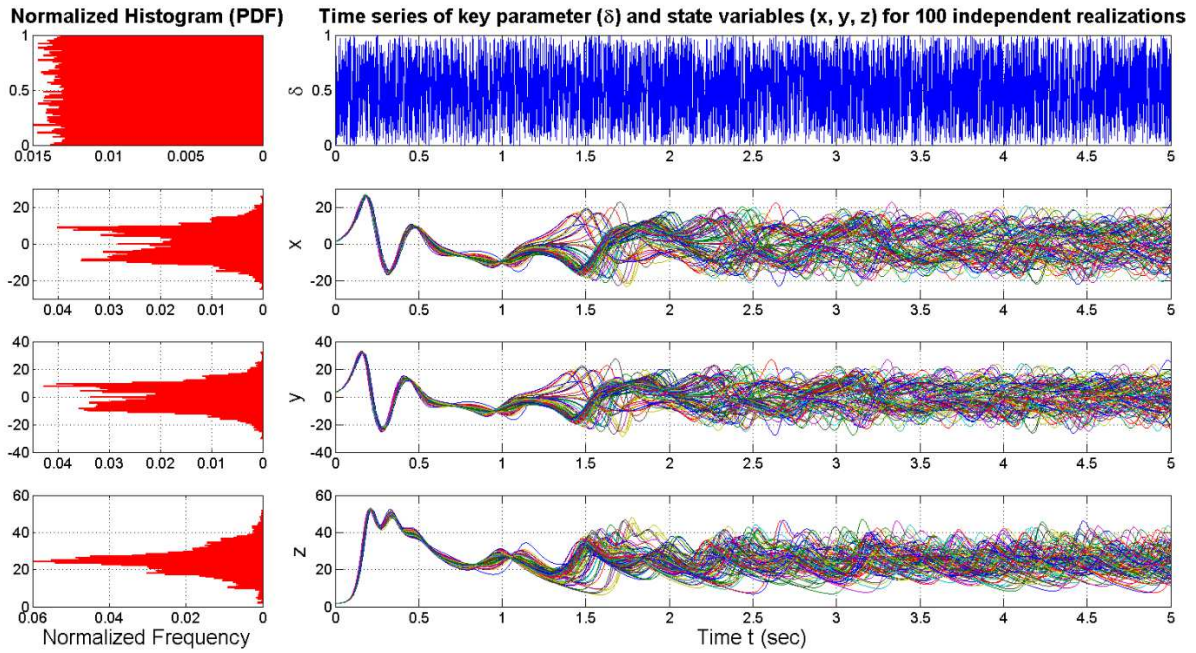 Normalized Histogram (PDF)
Time series of key parameter (δ) and state variables (x, y, z) for 100 independent realizations
1
0.5
0
0.015 0.01 0.005 0
δ
1
0.5
0
0 0.5 1 1.5 2 2.5 3 3.5 4 4.5 5
20
0
-20
0.04 0.03 0.02 0.01 0
x
20
0
-20
0 0.5 1 1.5 2 2.5 3 3.5 4 4.5 5
40
20
0
-20
-40
0.04 0.03 0.02 0.01 0
y
40
20
0
-20
-40
0 0.5 1 1.5 2 2.5 3 3.5 4 4.5 5
60
40
20
0
0.06 0.04 0.02 0
Normalized Frequency
z
60
40
20
0
0 0.5 1 1.5 2 2.5 3 3.5 4 4.5 5
Time t (sec)